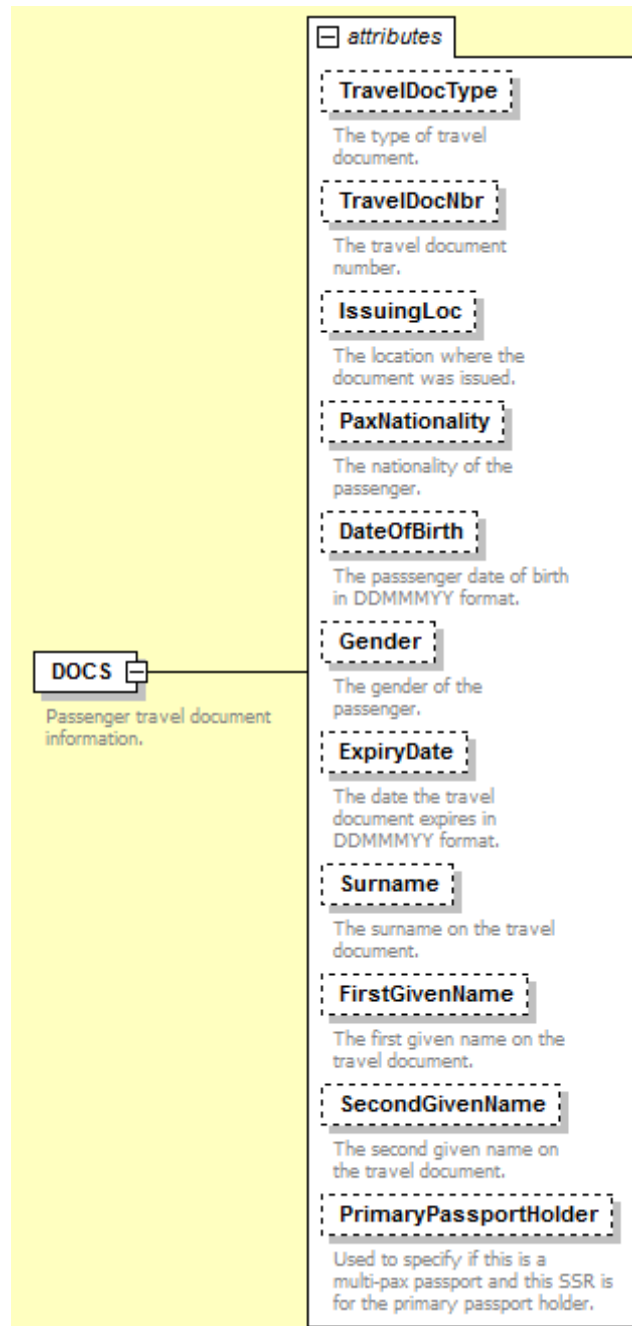 attributes
TravelDocType
The type of travel
document.
TravelDocNbr
The travel document
number.
IssuingLoc
The location where the
document was issued.
PaxNationality
The nationality of the
passenger.
DateOfBirth
The passsenger date of birth
in DDMMMYY format.
Gender
The gender of the
passenger.
DOCS
Passenger travel document
information.
ExpiryDate
The date the travel
document expires in
DDMMMYY format.
Surname
The surname on the travel
document.
FirstGivenName
The first given name on the
travel document.
SecondGivenName
The second given name on
the travel document.
PrimaryPassportHolder
Used to specify if this is a
multi-pax passport and this SSR is
for the primary passport holder.